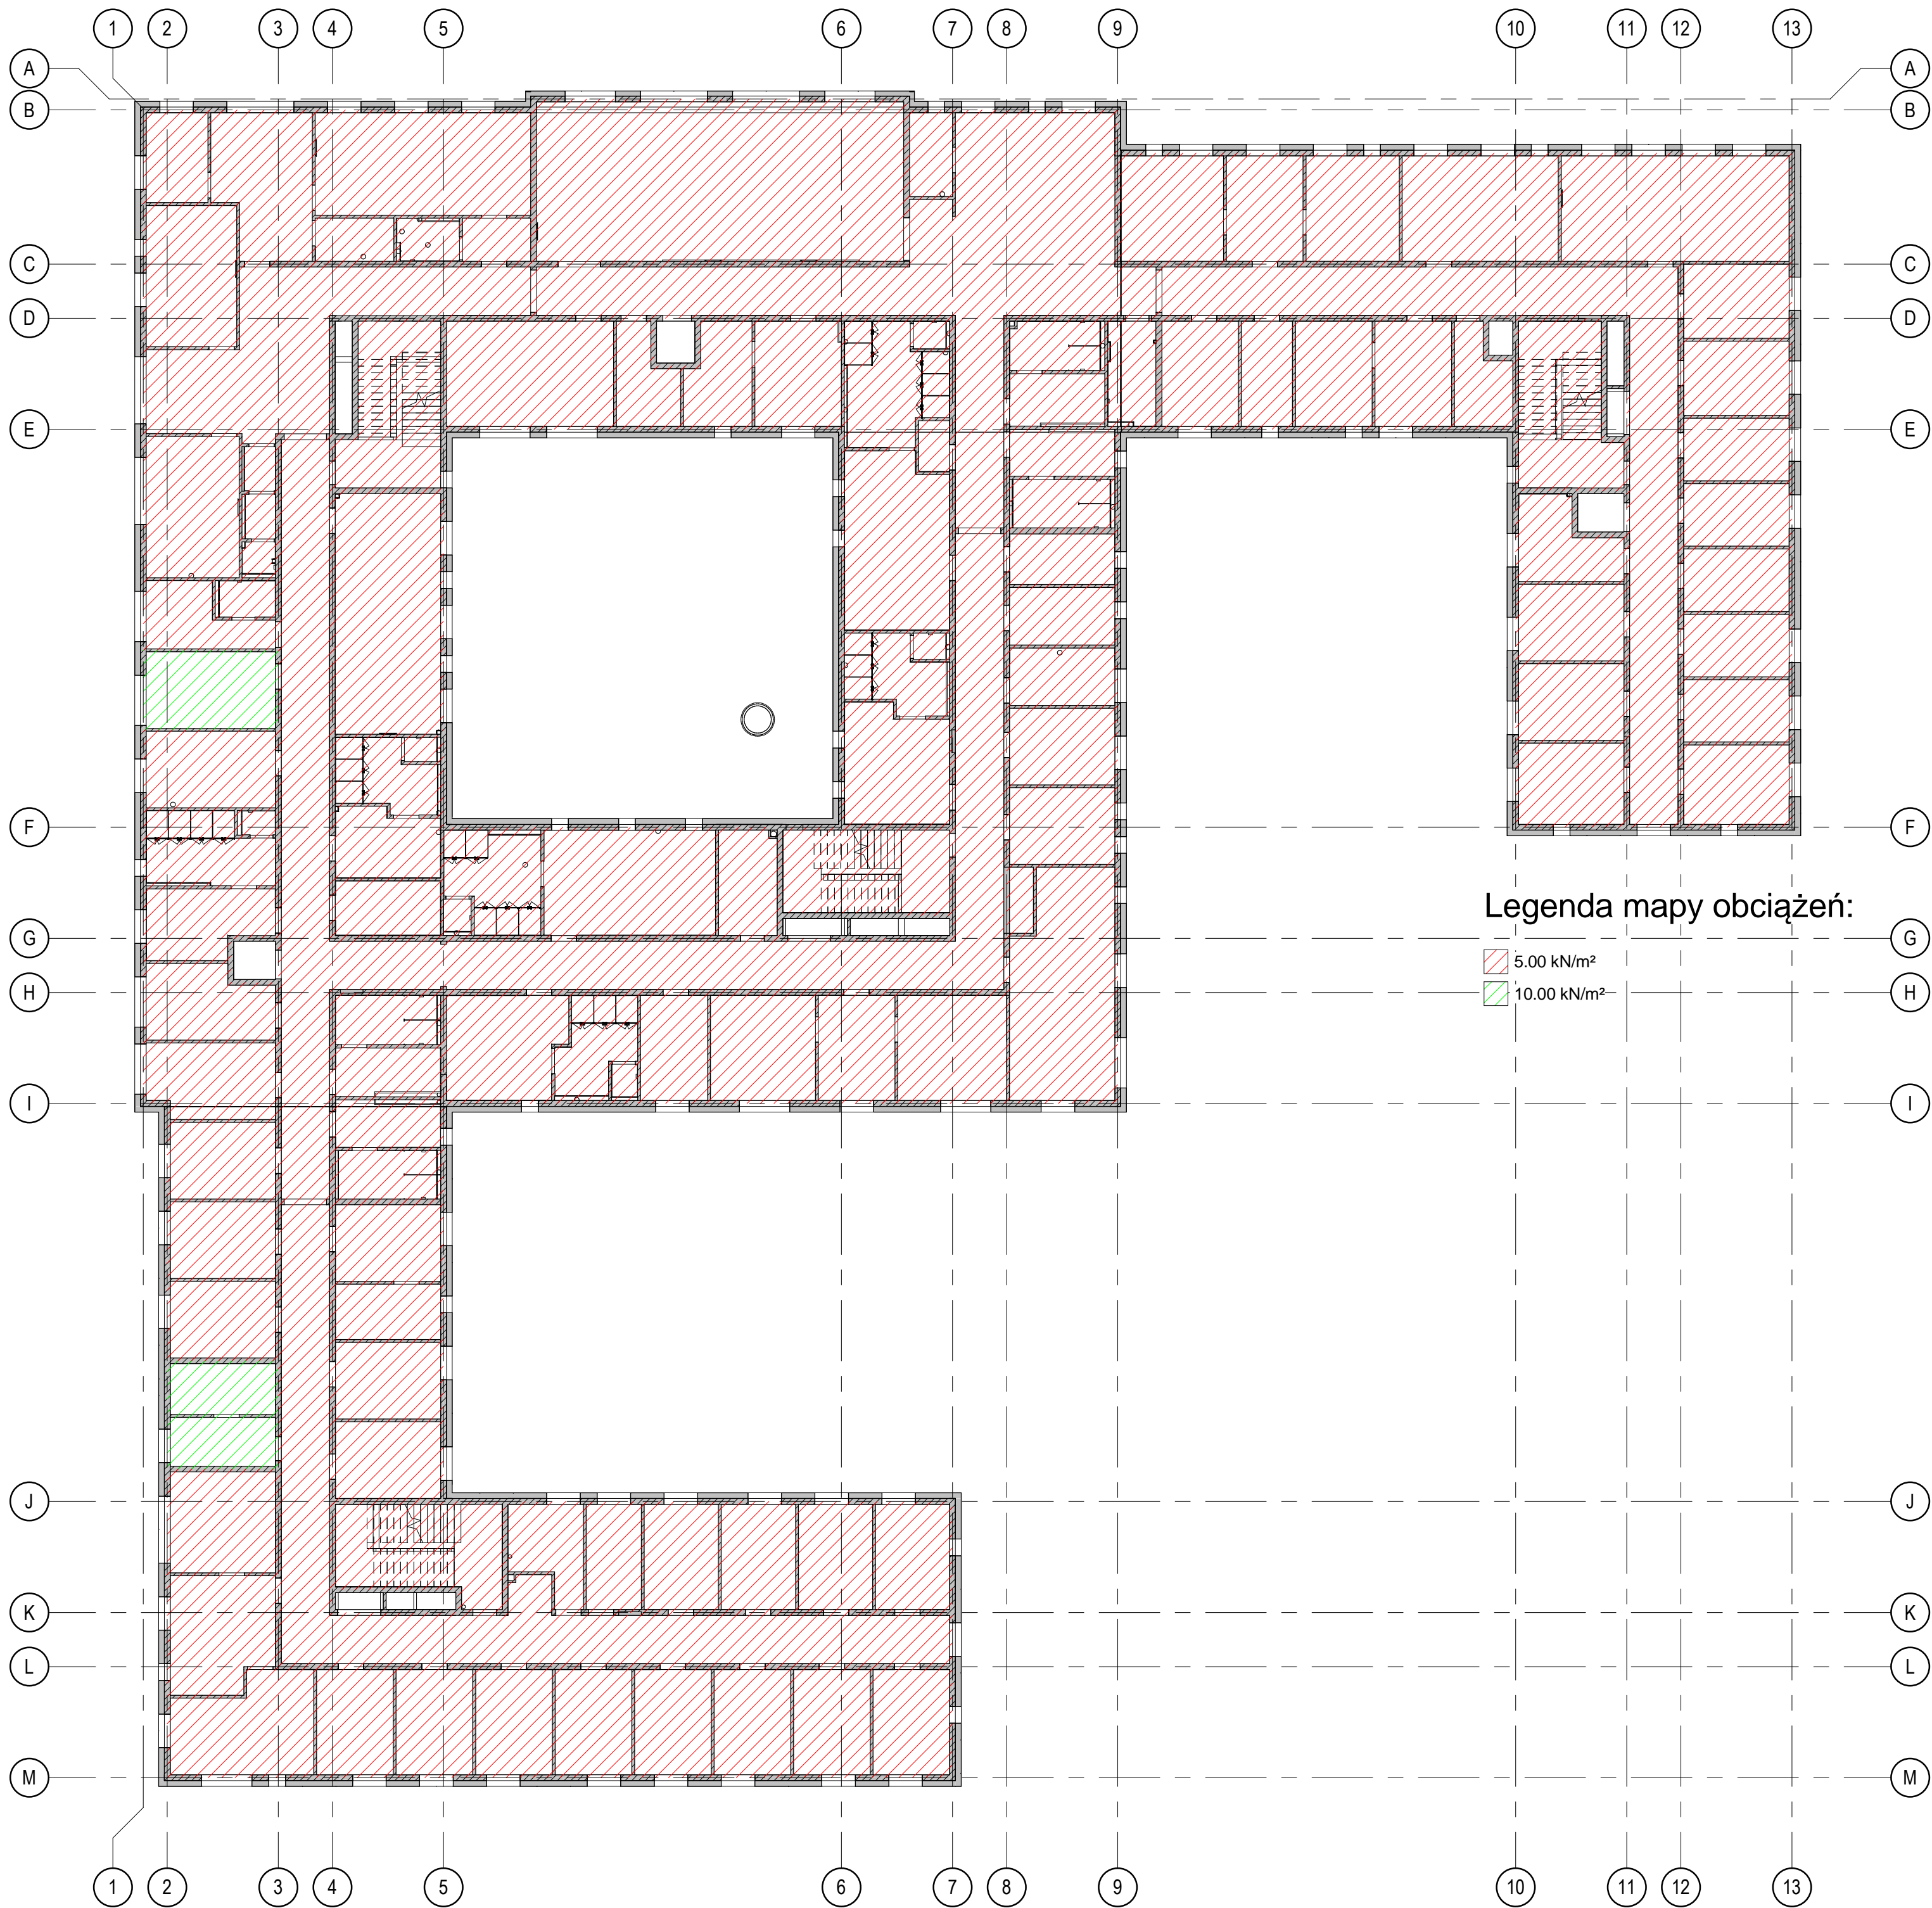 1 2 3 4 5 6 7 8 9 10 11 12 13
A A
B B
C C
D D
E E
F F
Legenda mapy obciążeń:
G G
5.00 kN/m²
H H
10.00 kN/m²
I I
J J
K K
L L
M M
1 2 3 4 5 6 7 8 9 10 11 12 13